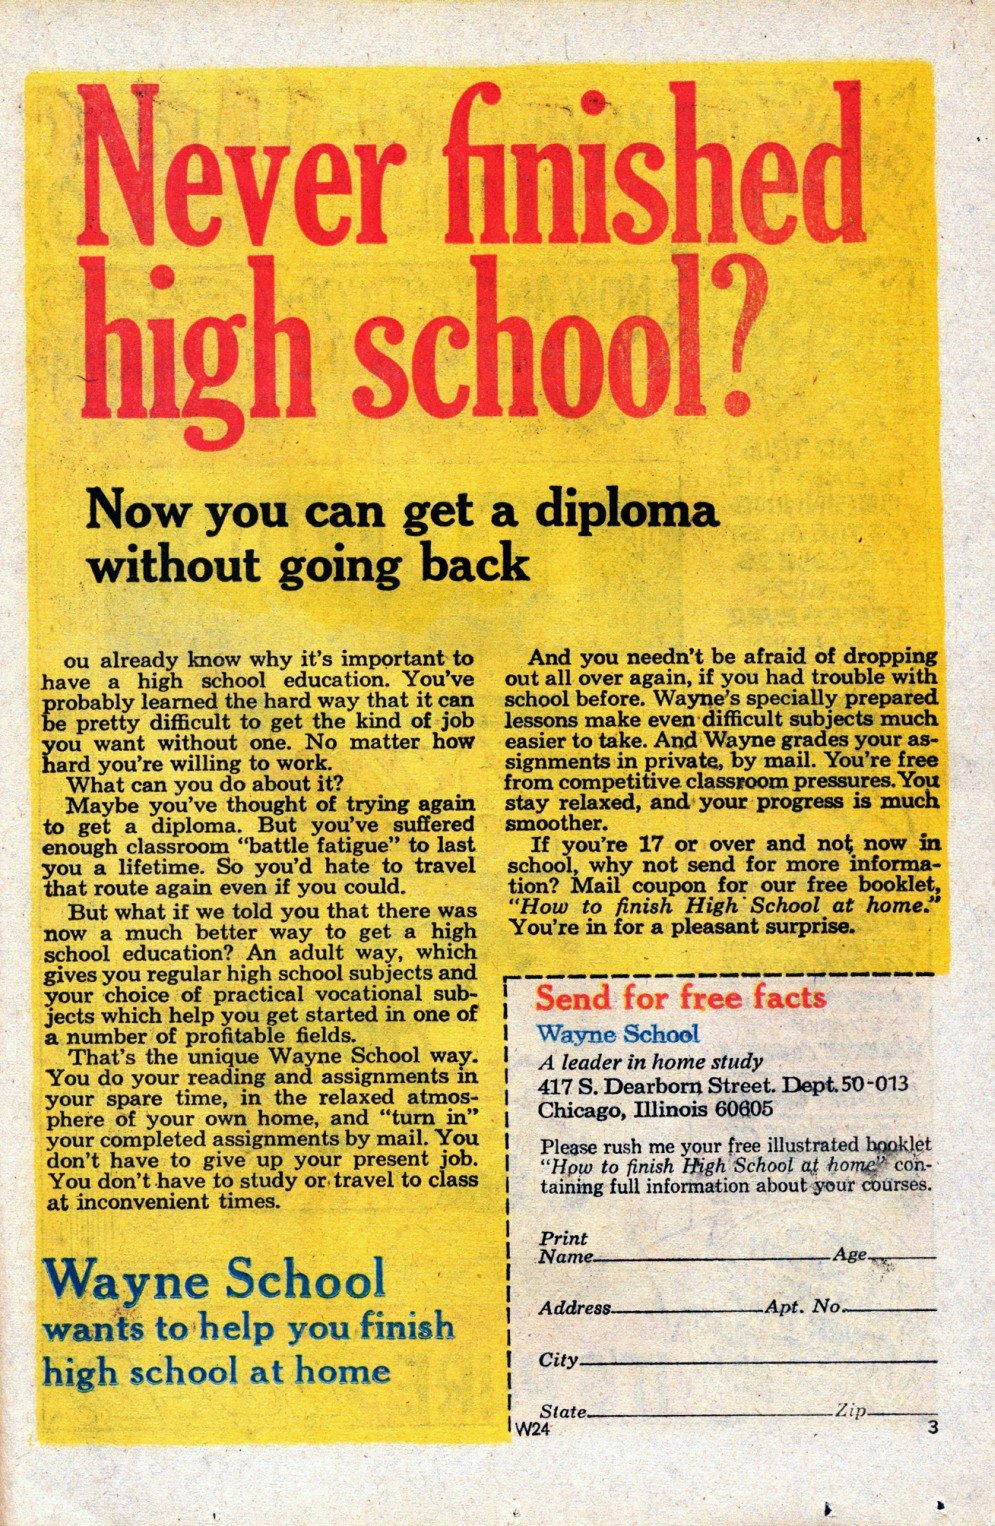 Never finished
high school?
Now you can get a diploma
without going back
ou already know why it's important to
have a high school education. You've
probably learned the hard way that it can
be pretty difficult to get the kind of job
you want without one. No matter how
hard you're willing to work.
What can you do about it?
Maybe you've thought of trying again
to get a diploma. But you've suffered
enough classroom "battle fatigue" to last
you a lifetime. So you'd hate to travel
that route again even if you could.
But what if we told you that there was
now a much better way to get a high
school education? An adult way, which
gives you regular high school subjects and
your choice of practical vocational sub-
jects which help you get started in one of
a number of profitable fields.
That's the unique Wayne School way.
You do your reading and assignments in
your spare time, in the relaxed atmos-
phere of your own home, and "turn in"
your completed assignments by mail. You
don't have to give up your present job.
You don't have to study or travel to class
at inconvenient times.
Wayne School
wants to help you finish
high school at home
And you needn't be afraid of dropping
out all over again, if you had trouble with
school before. Wayne's specially prepared
lessons make even difficult subjects much
easier to take. And Wayne grades your as-
signments in private, by mail. You're free
from competitive classroom pressures. You
stay relaxed, and your progress is much
smoother.
If you're 17 or over and not now in
school, why not send for more informa-
tion? Mail coupon for our free booklet,
"How to finish High School at home."
You're in for a pleasant surprise.
Send for free facts
Wayne School
A leader in home study
417 S. Dearborn Street. Dept. 50-013
Chicago, Illinois 60605
Please rush me your free illustrated booklet
"How to finish High School at home" con-
taining full information about your courses.
Print
Name Age
Address Apt. No.
City
State Zip
W24 3